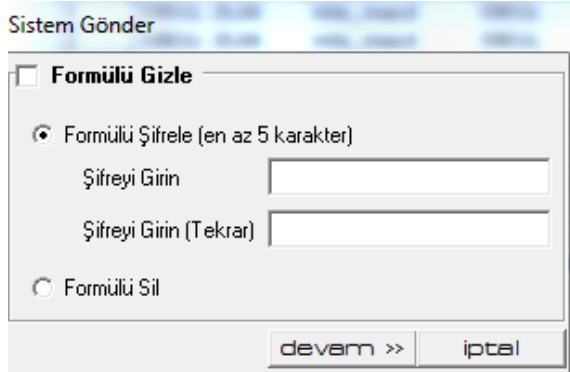 Sistem Gönder
Formülü Gizle
Formülü Şifrele (en az 5 karakter)
Şifreyi Girin
Şifreyi Girin (Tekrar)
Formülü Sil
devam >> iptal